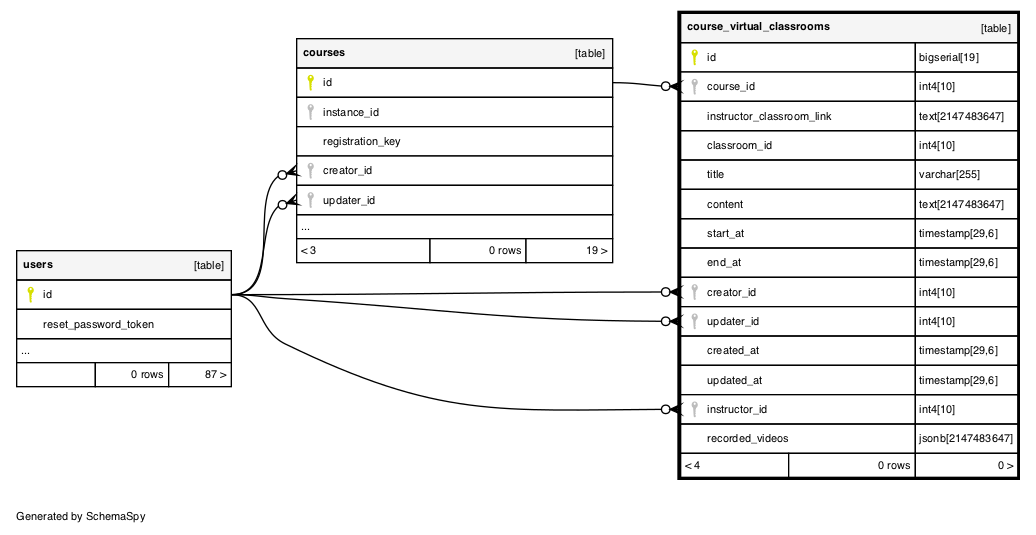 users [table]
id
reset_password_token
...
0 rows 87 >
courses [table]
id
instance_id
registration_key
creator_id
updater_id
...
< 3 0 rows 19 >
course_virtual_classrooms [table]
id bigserial[19]
course_id int4[10]
instructor_classroom_link text[2147483647]
classroom_id int4[10]
title varchar[255]
content text[2147483647]
start_at timestamp[29,6]
end_at timestamp[29,6]
creator_id int4[10]
updater_id int4[10]
created_at timestamp[29,6]
updated_at timestamp[29,6]
instructor_id int4[10]
recorded_videos jsonb[2147483647]
< 4 0 rows 0 >
Generated by SchemaSpy